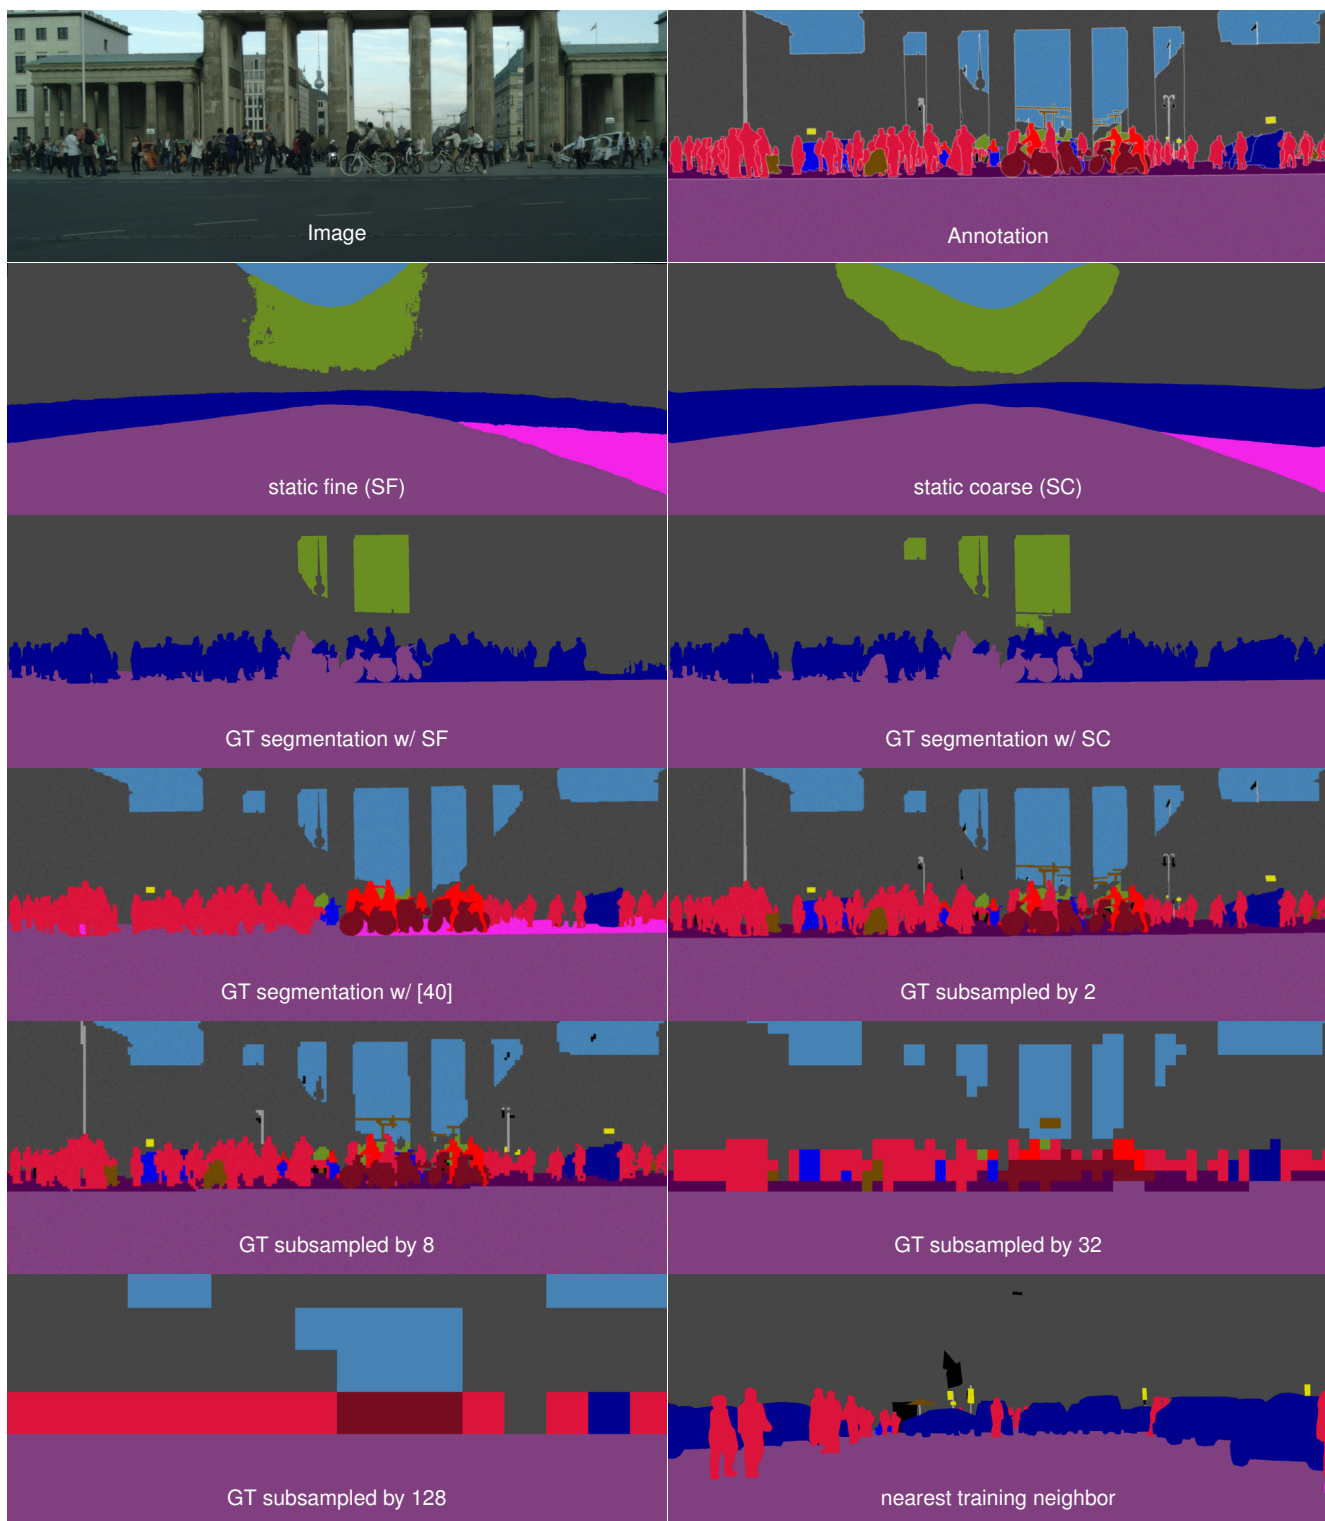 Image
Annotation
static fine (SF)
static coarse (SC)
GT segmentation w/ SF
GT segmentation w/ SC
GT segmentation w/ [40]
GT subsampled by 2
GT subsampled by 8
GT subsampled by 32
GT subsampled by 128
nearest training neighbor